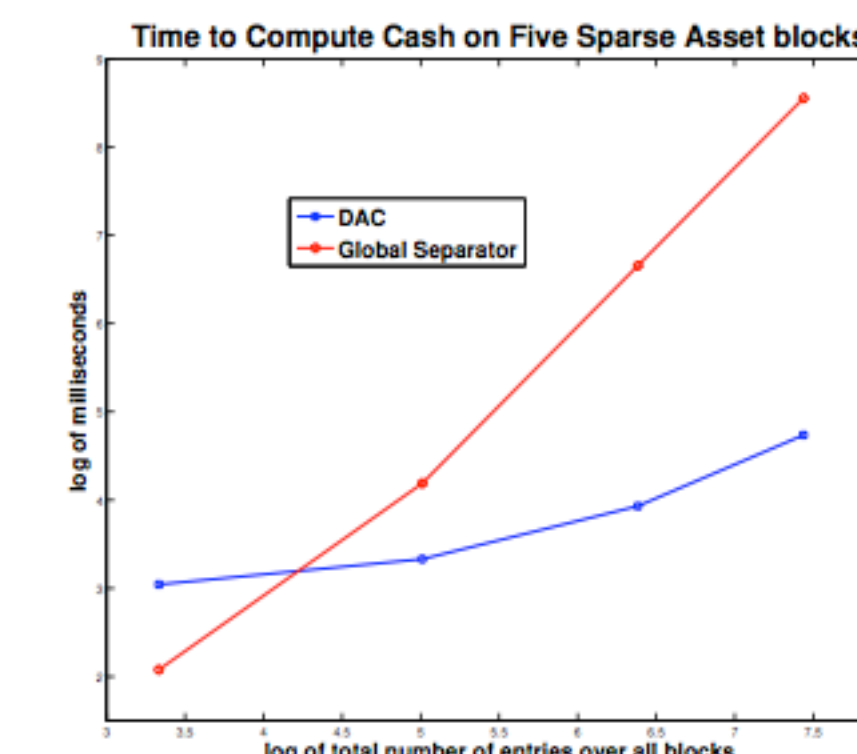 Time to Compute Cash on Five Sparse Asset blocks
9
8
7
6
5
4
3
2
log of milliseconds
DAC
Global Separator
3 3.5 4 4.5 5 5.5 6 6.5 7 7.5
log of total number of entries over all blocks